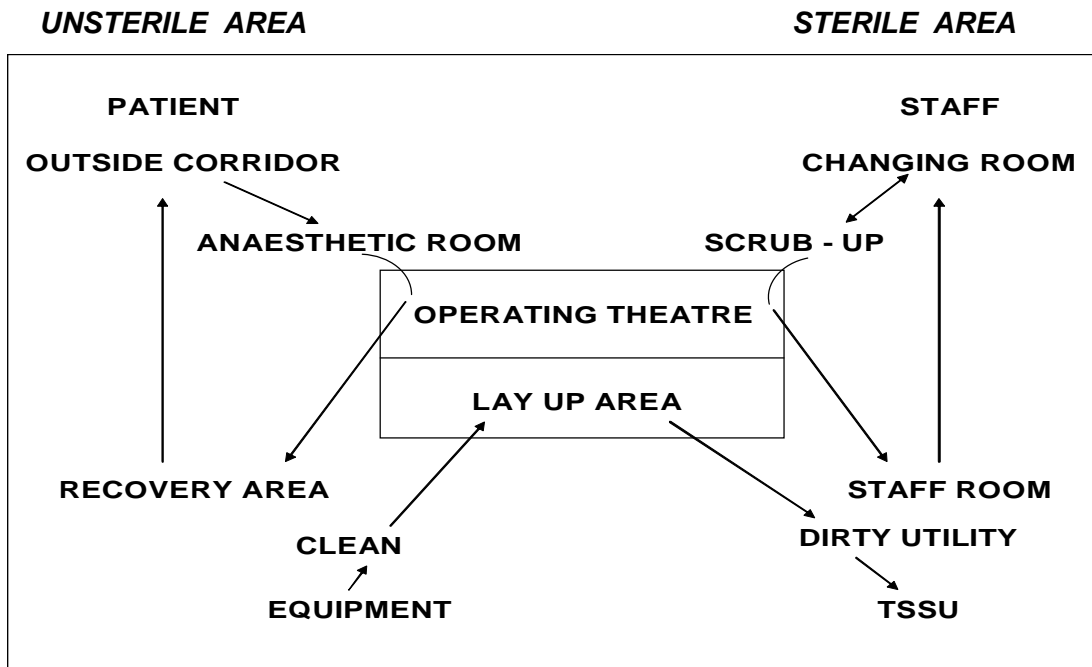 UNSTERILE AREA STERILE AREA
PATIENT STAFF
OUTSIDE CORRIDOR CHANGING ROOM
ANAESTHETIC ROOM SCRUB - UP
OPERATING THEATRE
LAY UP AREA
RECOVERY AREA STAFF ROOM
CLEAN DIRTY UTILITY
EQUIPMENT TSSU